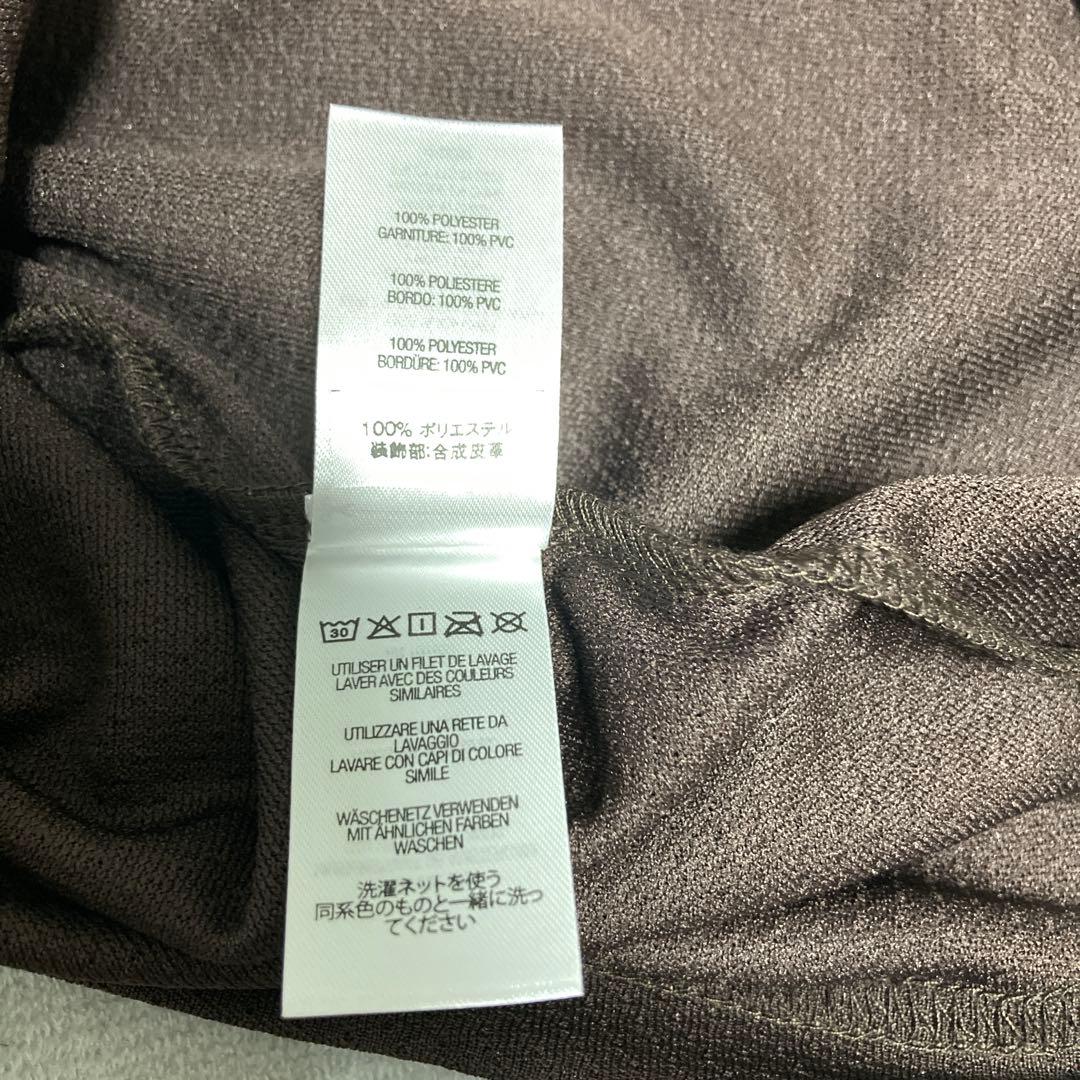 100% POLYESTER
GARNITURE: 100% PVC
100% POLIESTERE
BORDO: 100% PVC
100% POLYESTER
BORDÜRE: 100% PVC
100% ポリエステル
装飾部:合成皮革
30
UTILISER UN FILET DE LAVAGE
LAVER AVEC DES COULEURS
SIMILAIRES
UTILIZZARE UNA RETE DA
LAVAGGIO
LAVARE CON CAPI DI COLORE
SIMILE
WÄSCHENETZ VERWENDEN
MIT ÄHNLICHEN FARBEN
WASCHEN
洗濯ネットを使う
同系色のものと一緒に洗っ
てください